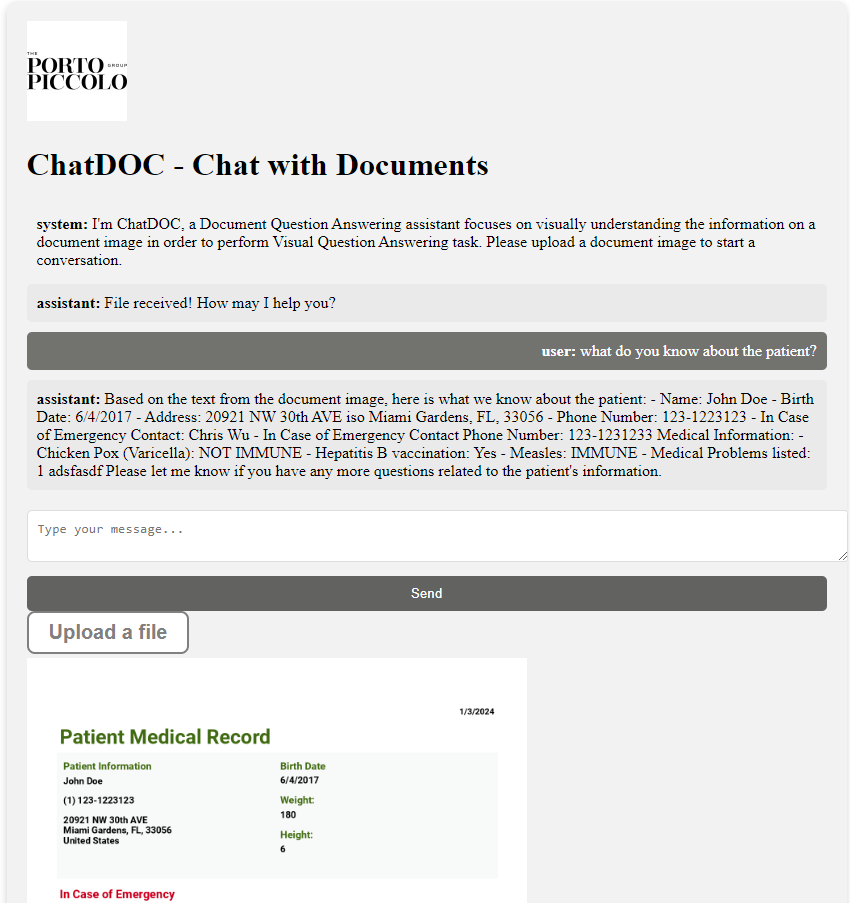 THE
PORTO GROUP
PICCOLO
ChatDOC - Chat with Documents
system: I'm ChatDOC, a Document Question Answering assistant focuses on visually understanding the information on a
document image in order to perform Visual Question Answering task. Please upload a document image to start a
conversation.
assistant: File received! How may I help you?
user: what do you know about the patient?
assistant: Based on the text from the document image, here is what we know about the patient: - Name: John Doe - Birth
Date: 6/4/2017 - Address: 20921 NW 30th AVE iso Miami Gardens, FL, 33056 - Phone Number: 123-1223123 - In Case
of Emergency Contact: Chris Wu - In Case of Emergency Contact Phone Number: 123-1231233 Medical Information: -
Chicken Pox (Varicella): NOT IMMUNE - Hepatitis B vaccination: Yes - Measles: IMMUNE - Medical Problems listed:
1 adsfasdf Please let me know if you have any more questions related to the patient's information.
Type your message...
Send
Upload a file
1/3/2024
Patient Medical Record
Patient Information Birth Date
John Doe 6/4/2017
(1) 123-1223123 Weight:
180
20921 NW 30th AVE
Miami Gardens, FL, 33056 Height:
United States
6
In Case of Emergency